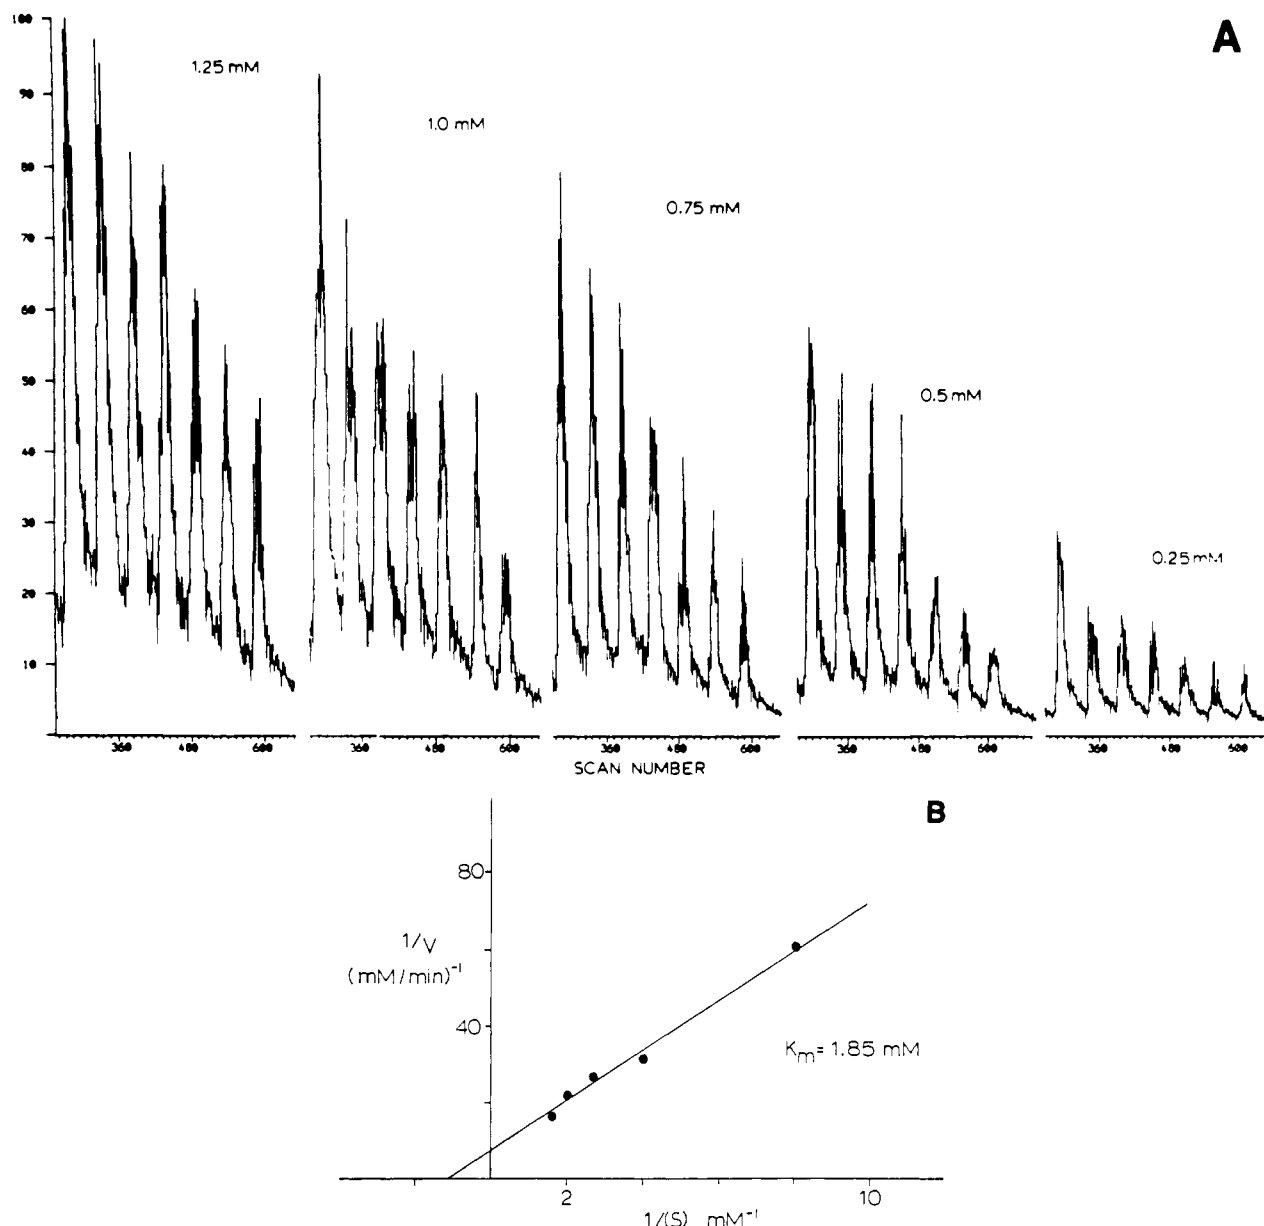 A
100
90
80
70
60
50
40
30
20
10
1.25 mM
1.0 mM
0.75 mM
0.5 mM
0.25 mM
360 480 600 360 480 600 360 480 600 360 480 600 360 480 600
SCAN NUMBER
B
80
1/V
(mM/min)⁻¹
40
Km = 1.85 mM
2 10
1/(S) mM⁻¹